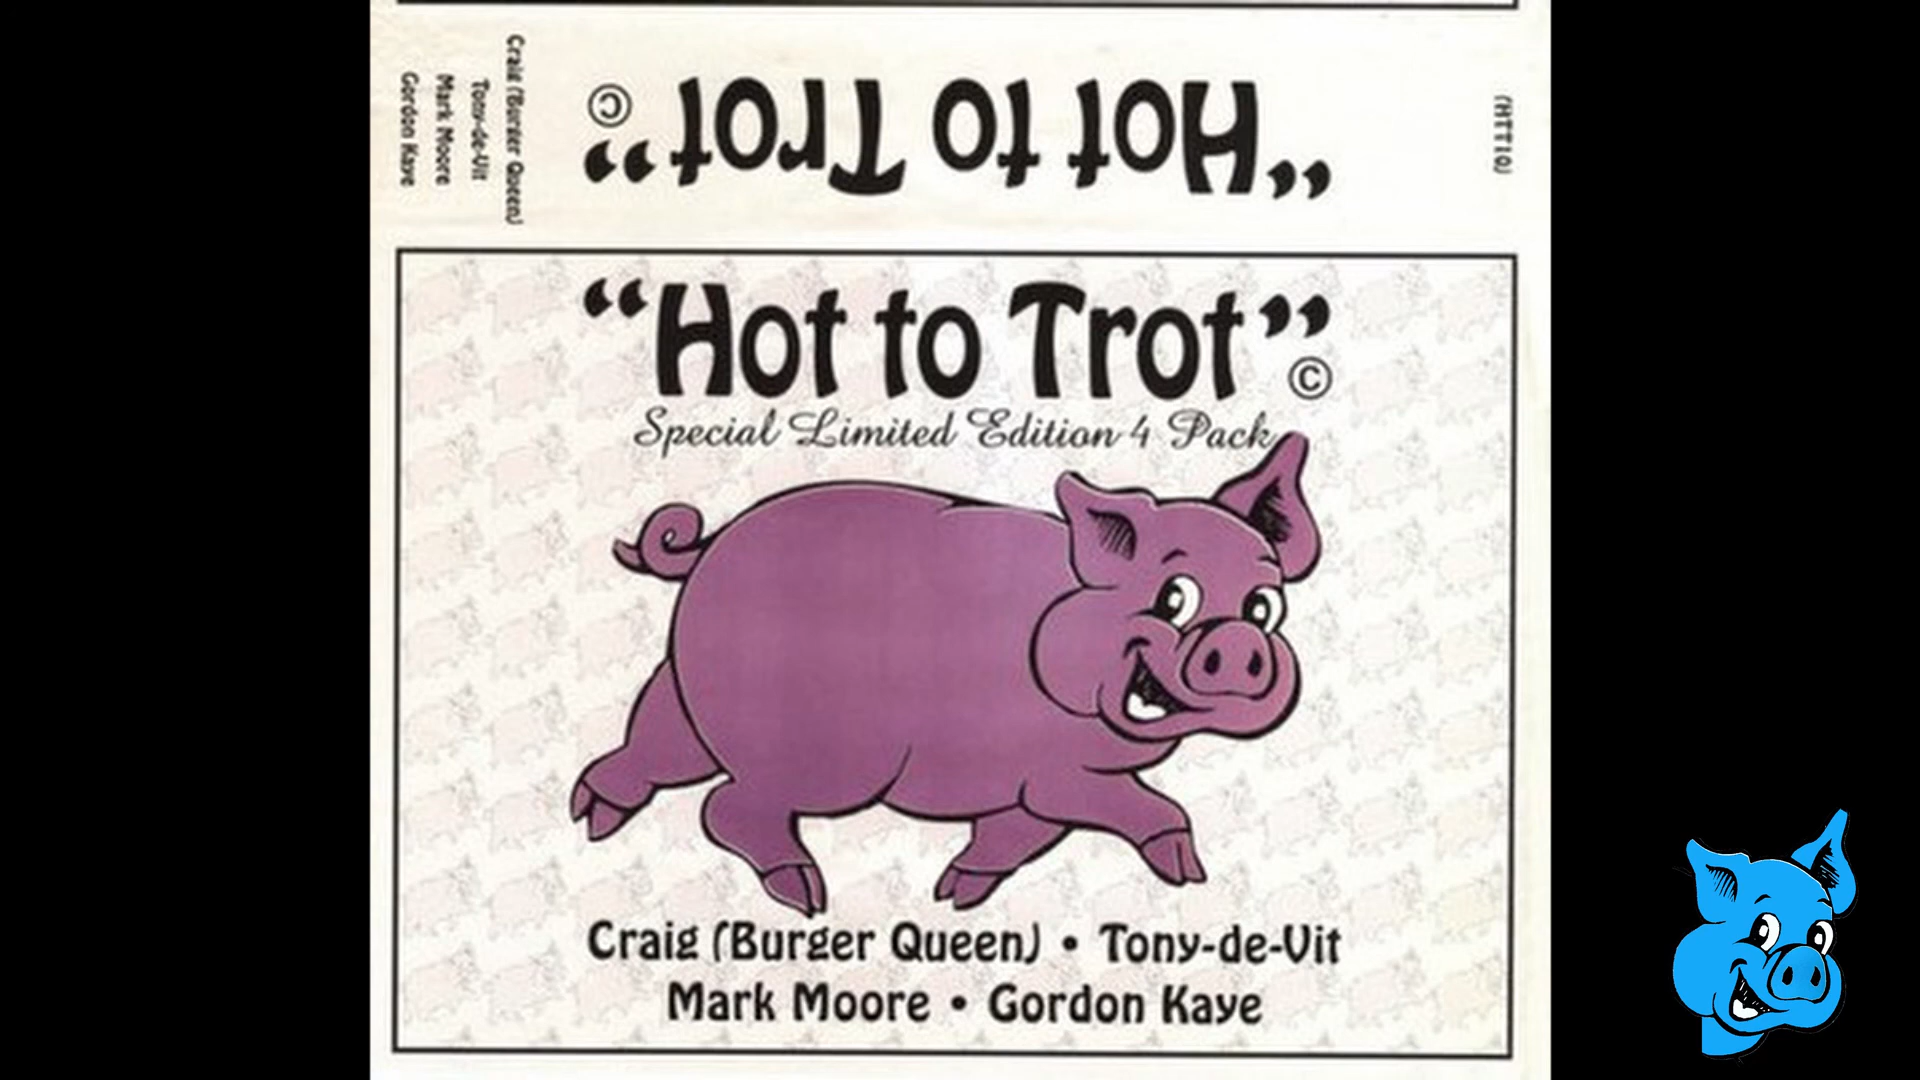 Craig (Burger Queen)
Tony-de-Vit
Mark Moore
Gordon Kaye
“Hot to Trot”
©
(HTT10)
“Hot to Trot”
©
Special Limited Edition 4 Pack
Craig (Burger Queen) • Tony-de-Vit
Mark Moore • Gordon Kaye